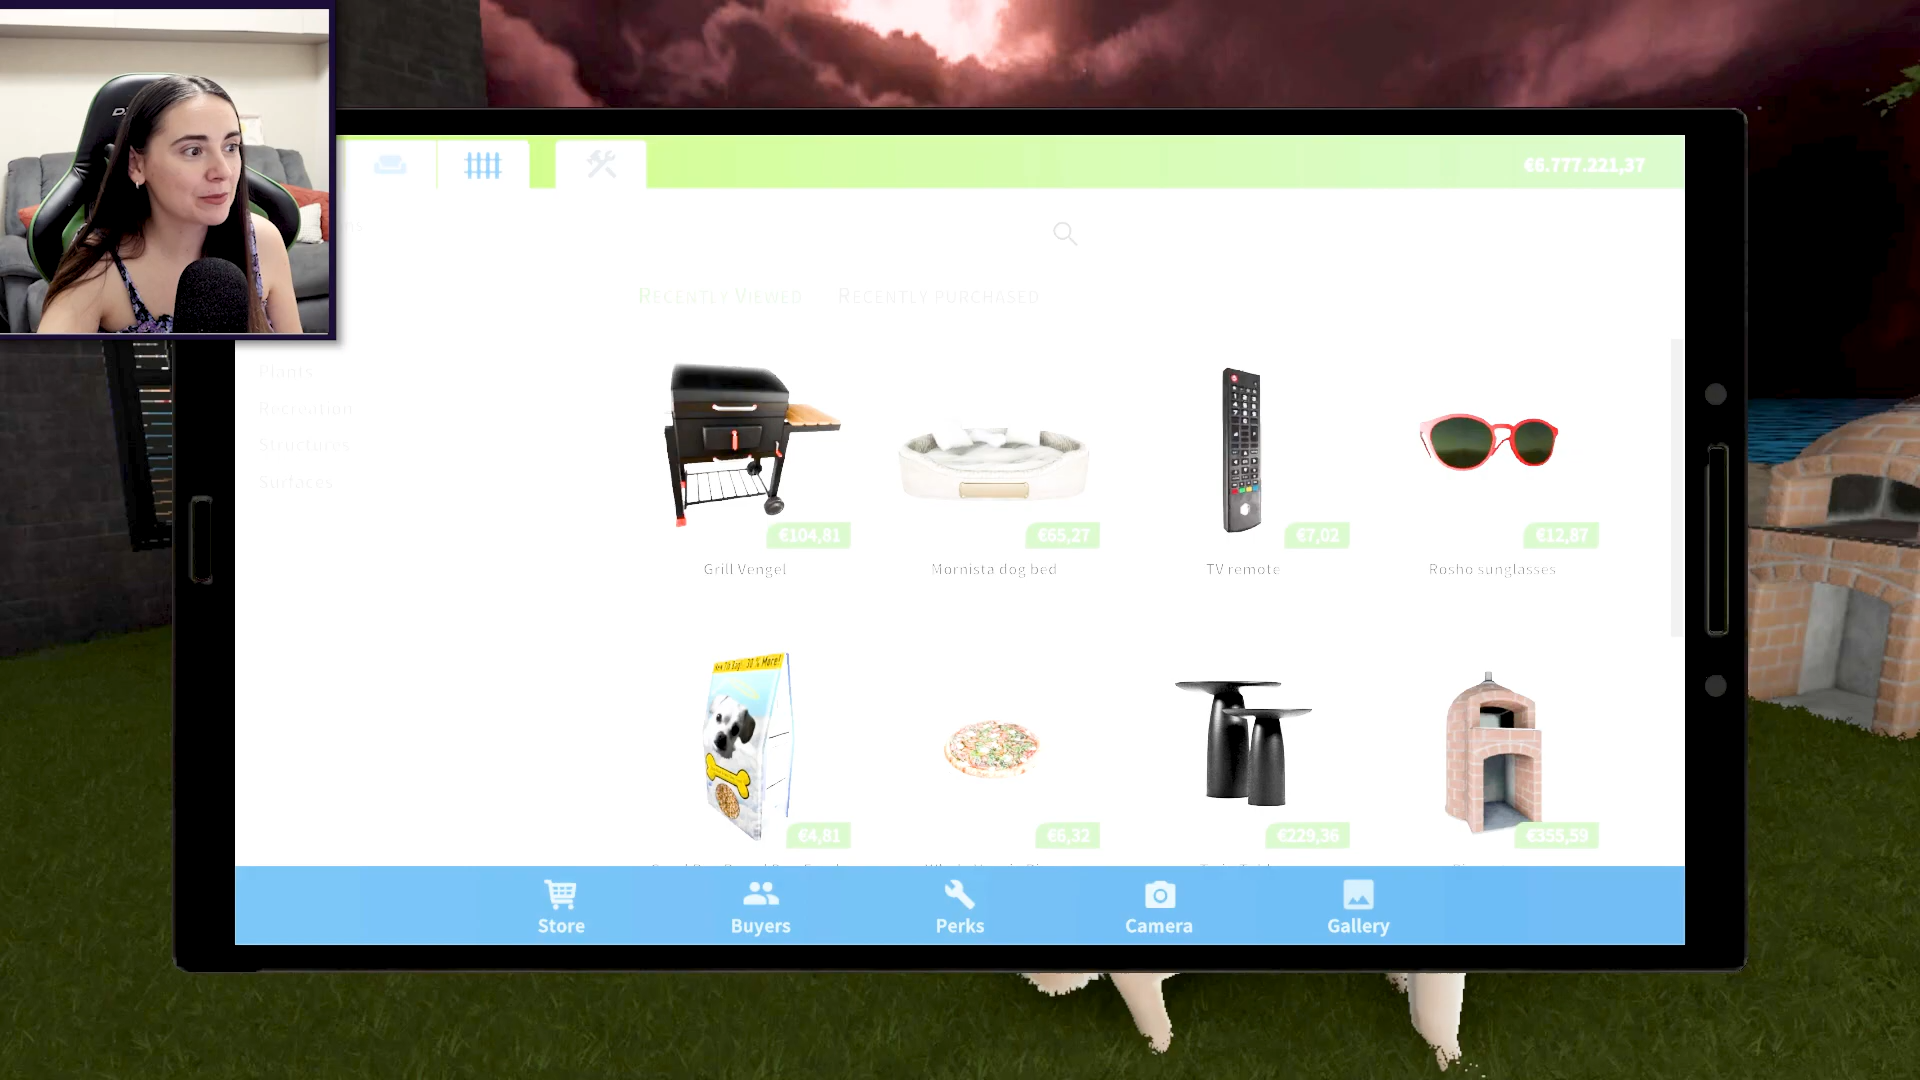 €6.777.221,37
RECENTLY VIEWED RECENTLY PURCHASED
Plants
Recreation
Structures
Surfaces
€104,81 €65,27 €7,02 €12,87
Grill Vengel Mornista dog bed TV remote Rosho sunglasses
€4,81 €6,32 €229,36 €355,59
Store Buyers Perks Camera Gallery